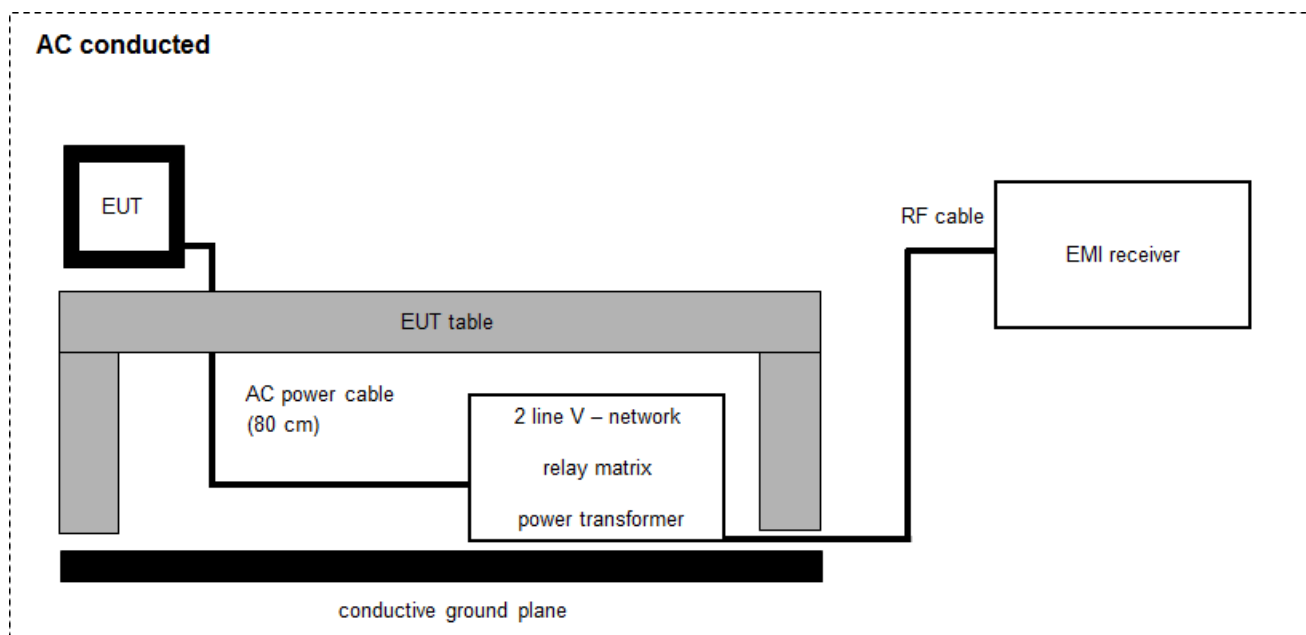 AC conducted
EUT
RF cable
EMI receiver
EUT table
AC power cable
(80 cm)
2 line V – network
relay matrix
power transformer
conductive ground plane